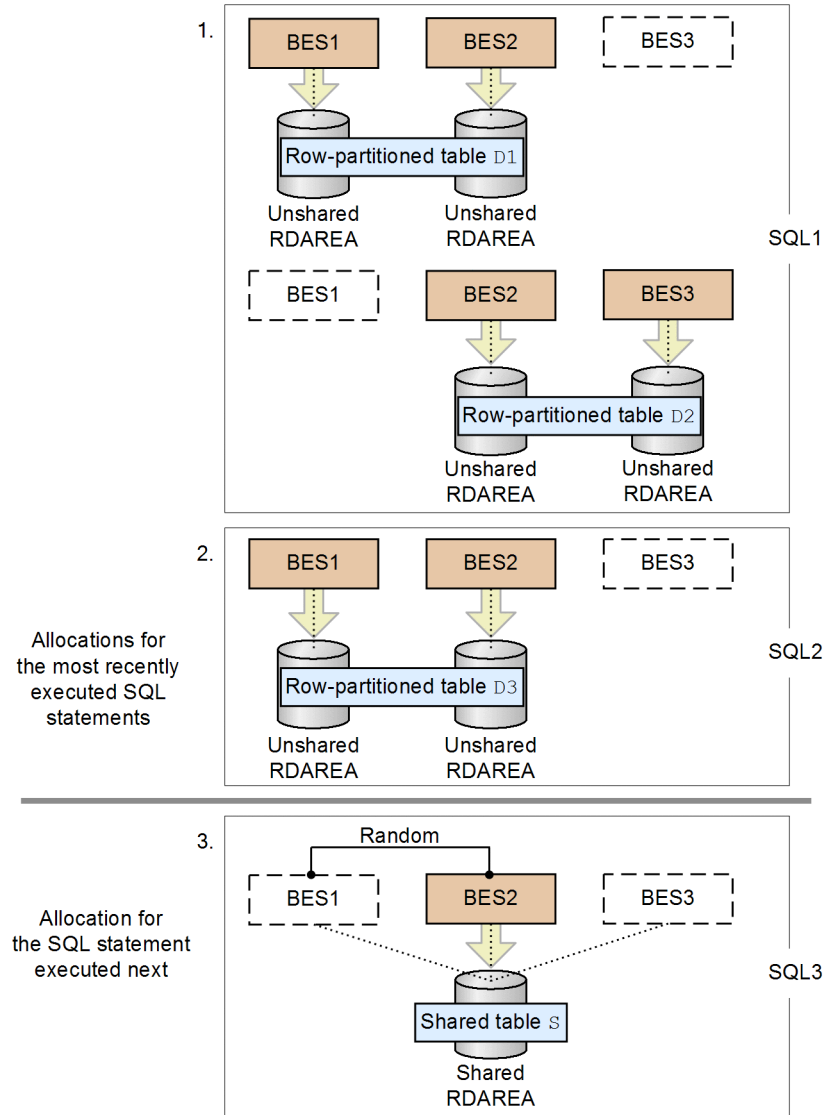 1.
BES1
BES2
BES3
Row-partitioned table D1
Unshared
RDAREA
Unshared
RDAREA
SQL1
BES1
BES2
BES3
Row-partitioned table D2
Unshared
RDAREA
Unshared
RDAREA
2.
BES1
BES2
BES3
Allocations for
the most recently
executed SQL
statements
SQL2
Row-partitioned table D3
Unshared
RDAREA
Unshared
RDAREA
3.
Random
BES1
BES2
BES3
Allocation for
the SQL statement
executed next
SQL3
Shared table S
Shared
RDAREA